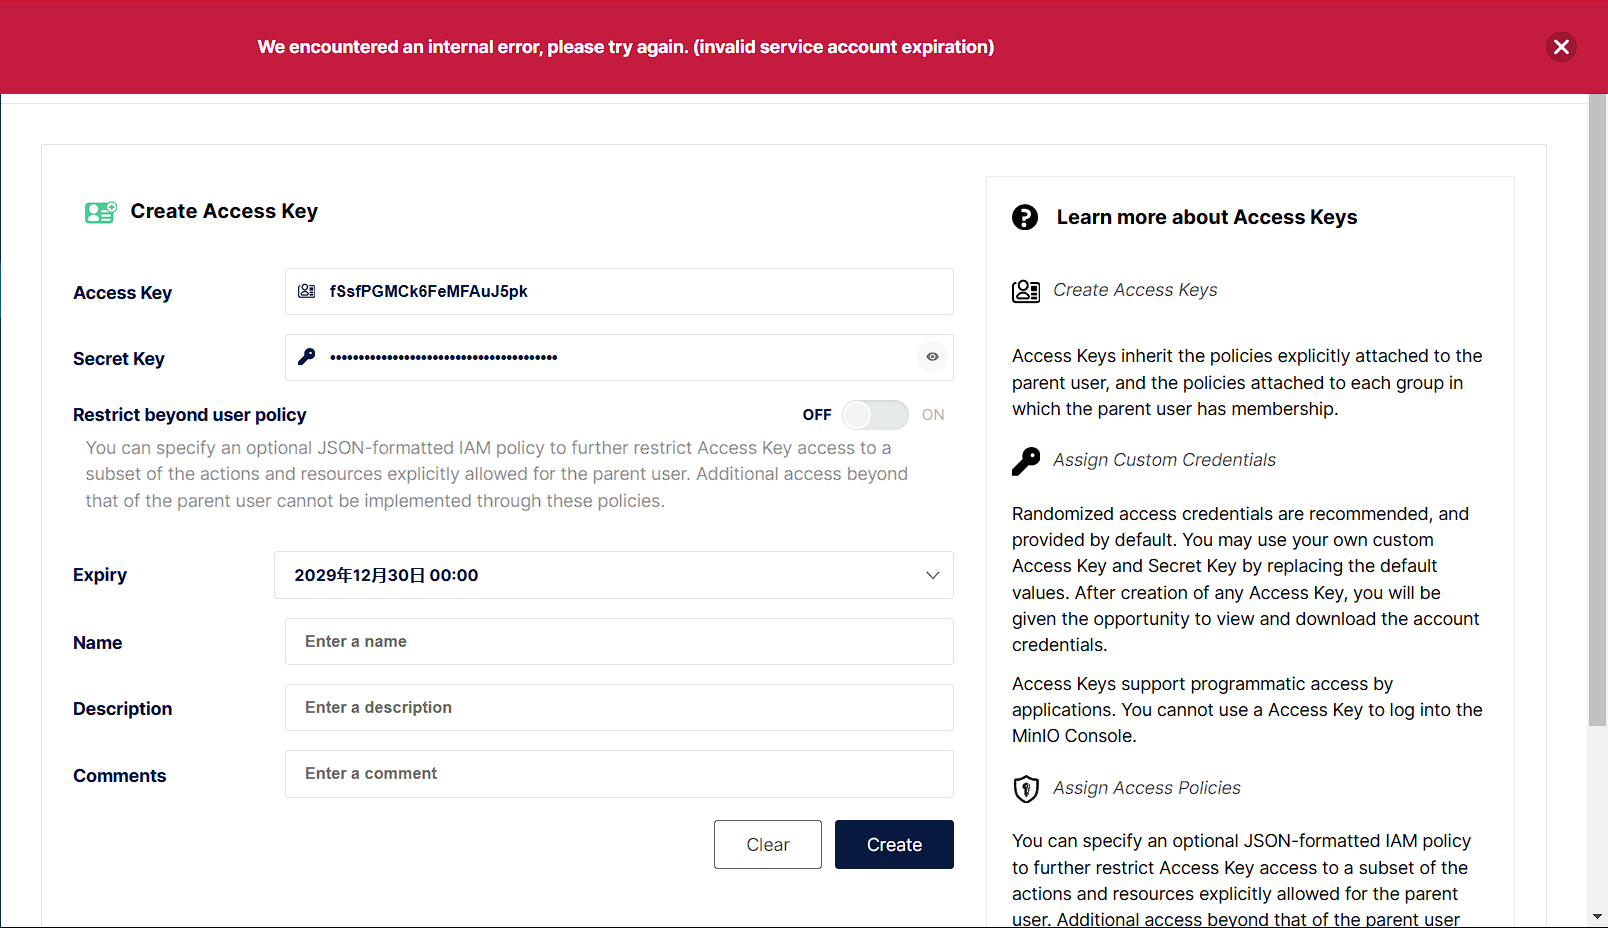 We encountered an internal error, please try again. (invalid service account expiration)
Create Access Key
Access Key
fSsfPGMCk6FeMFAuJ5pk
Secret Key
••••••••••••••••••••••••••••••••••••••••
Restrict beyond user policy
OFF
ON
You can specify an optional JSON-formatted IAM policy to further restrict Access Key access to a
subset of the actions and resources explicitly allowed for the parent user. Additional access beyond
that of the parent user cannot be implemented through these policies.
Expiry
2029年12月30日 00:00
Name
Enter a name
Description
Enter a description
Comments
Enter a comment
Clear
Create
Learn more about Access Keys
Create Access Keys
Access Keys inherit the policies explicitly attached to the
parent user, and the policies attached to each group in
which the parent user has membership.
Assign Custom Credentials
Randomized access credentials are recommended, and
provided by default. You may use your own custom
Access Key and Secret Key by replacing the default
values. After creation of any Access Key, you will be
given the opportunity to view and download the account
credentials.
Access Keys support programmatic access by
applications. You cannot use a Access Key to log into the
MinIO Console.
Assign Access Policies
You can specify an optional JSON-formatted IAM policy
to further restrict Access Key access to a subset of the
actions and resources explicitly allowed for the parent
user. Additional access beyond that of the parent user